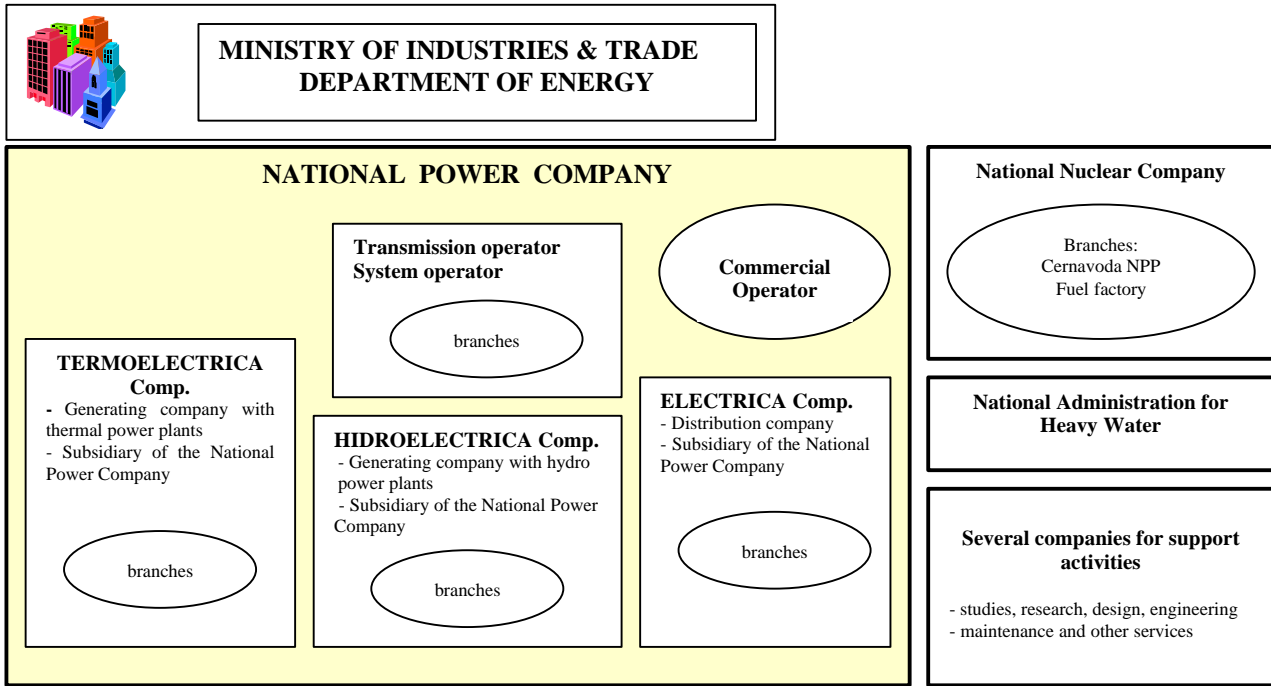 MINISTRY OF INDUSTRIES & TRADE
DEPARTMENT OF ENERGY
NATIONAL POWER COMPANY
Transmission operator
System operator
branches
Commercial
Operator
TERMOELECTRICA
Comp.
- Generating company with
thermal power plants
- Subsidiary of the National
Power Company
branches
HIDROELECTRICA Comp.
- Generating company with hydro
power plants
- Subsidiary of the National Power
Company
branches
ELECTRICA Comp.
- Distribution company
- Subsidiary of the National
Power Company
branches
National Nuclear Company
Branches:
Cernavoda NPP
Fuel factory
National Administration for
Heavy Water
Several companies for support
activities
- studies, research, design, engineering
- maintenance and other services